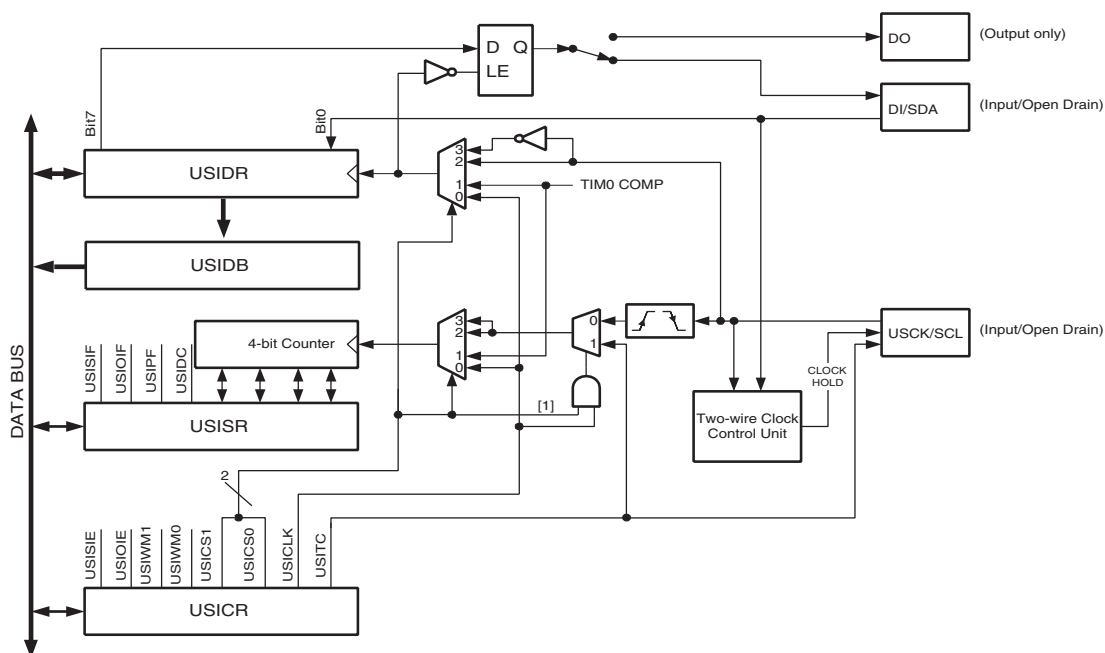 D Q
LE
DO
(Output only)
DI/SDA
(Input/Open Drain)
Bit7
Bit0
USIDR
3
2
1
0
TIM0 COMP
USIDB
DATA BUS
4-bit Counter
3
2
1
0
0
1
USCK/SCL
(Input/Open Drain)
CLOCK
HOLD
USISIF
USIOIF
USIPF
USIDC
USISR
[1]
Two-wire Clock
Control Unit
2
USISIE
USIOIE
USIWM1
USIWM0
USICS1
USICS0
USICLK
USITC
USICR